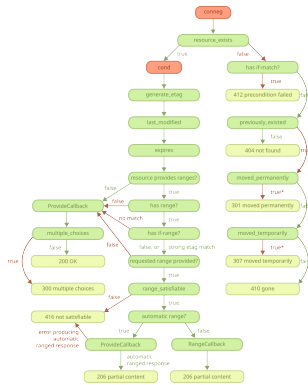 conneg
resource_exists
true
false
cond
has if-match?
true
false
generate_etag
412 precondition failed
last_modified
previously_existed
false
true
expires
404 not found
resource provides ranges?
moved_permanently
false
true
true*
false
ProvideCallback
false
has range?
301 moved permanently
no match
true
multiple_choices
has if-range?
moved_temporarily
true
false
false
false or
strong etag match
true*
false
200 OK
requested range provided?
307 moved temporarily
true
300 multiple choices
range_satisfiable
410 gone
false
true
416 not satisfiable
automatic range?
error producing
automatic
ranged response
true
false
ProvideCallback
RangeCallback
automatic
ranged response
206 partial content
206 partial content